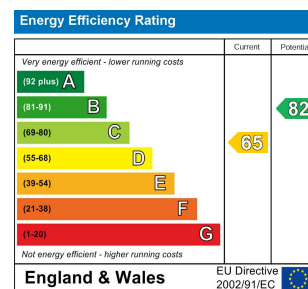 Energy Efficiency Rating
Current
Potentia
Very energy efficient - lower running costs
(92 plus) A
(81-91) B
82
(69-80) C
65
(55-68) D
(39-54) E
(21-38) F
(1-20) G
Not energy efficient - higher running costs
England & Wales
EU Directive
2002/91/EC